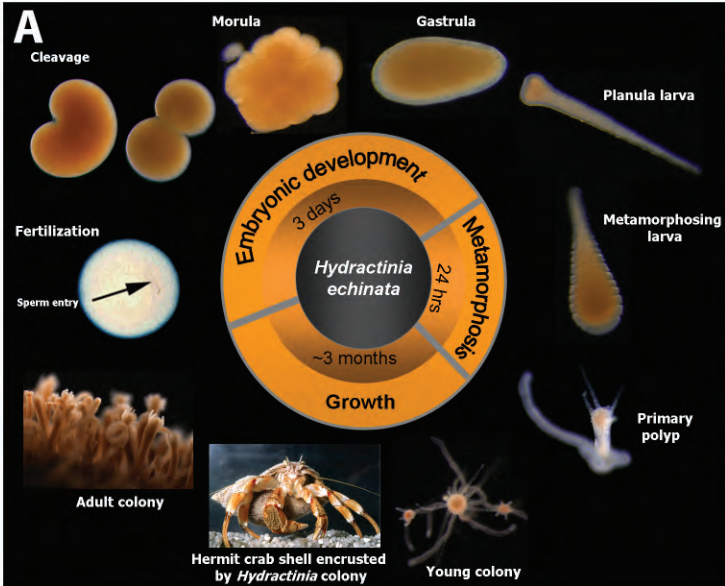 A
Morula
Gastrula
Cleavage
Planula larva
Embryonic development
3 days
Metamorphosis
24 hrs
Metamorphosing
larva
Fertilization
Sperm entry
Hydractinia
echinata
~3 months
Growth
Primary
polyp
Adult colony
Hermit crab shell encrusted
by Hydractinia colony
Young colony